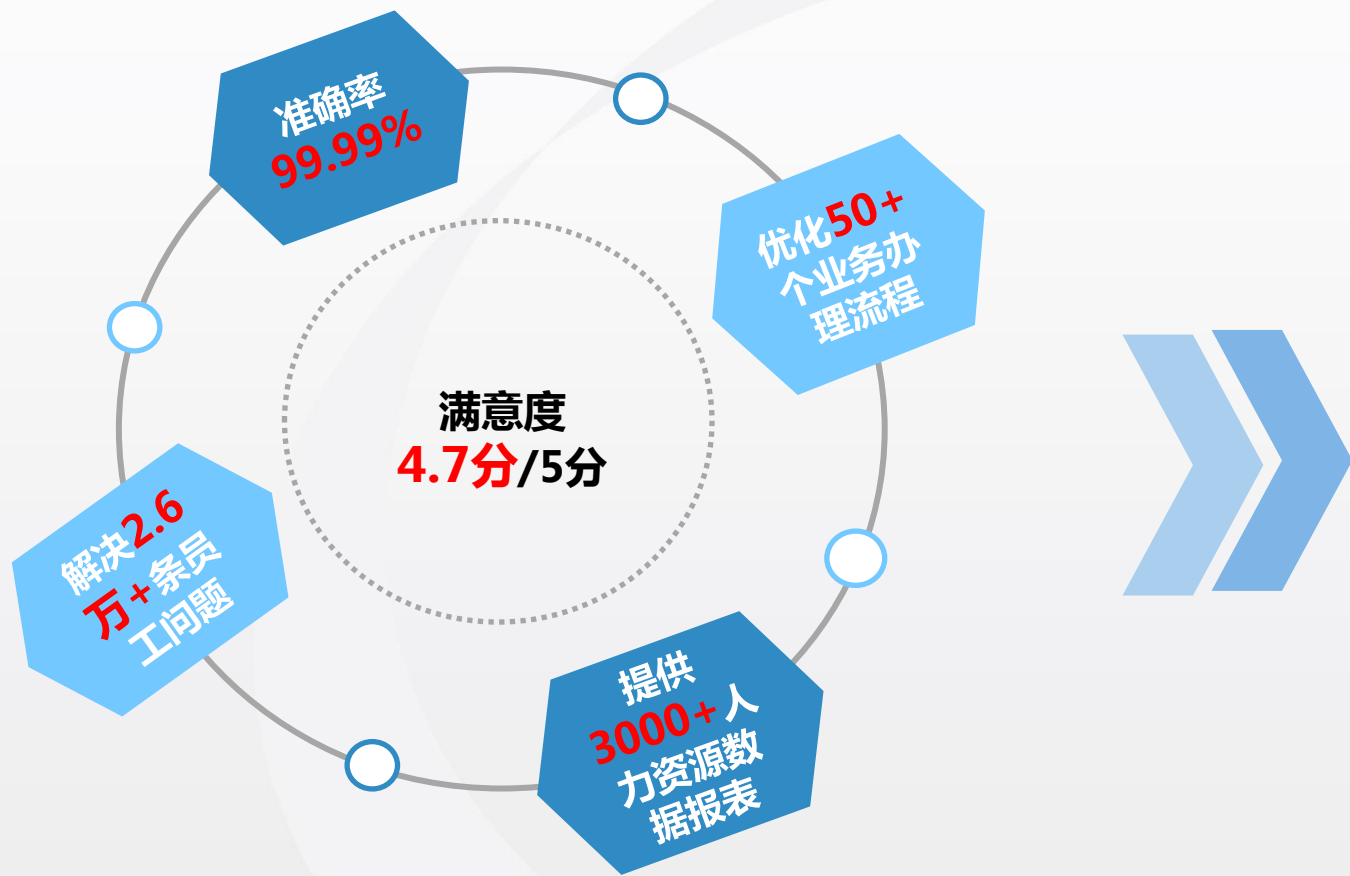 准确率
99.99%
优化50+
个业务办
理流程
满意度
4.7分/5分
解决2.6
万+条员
工问题
提供
3000+人
力资源数
据报表